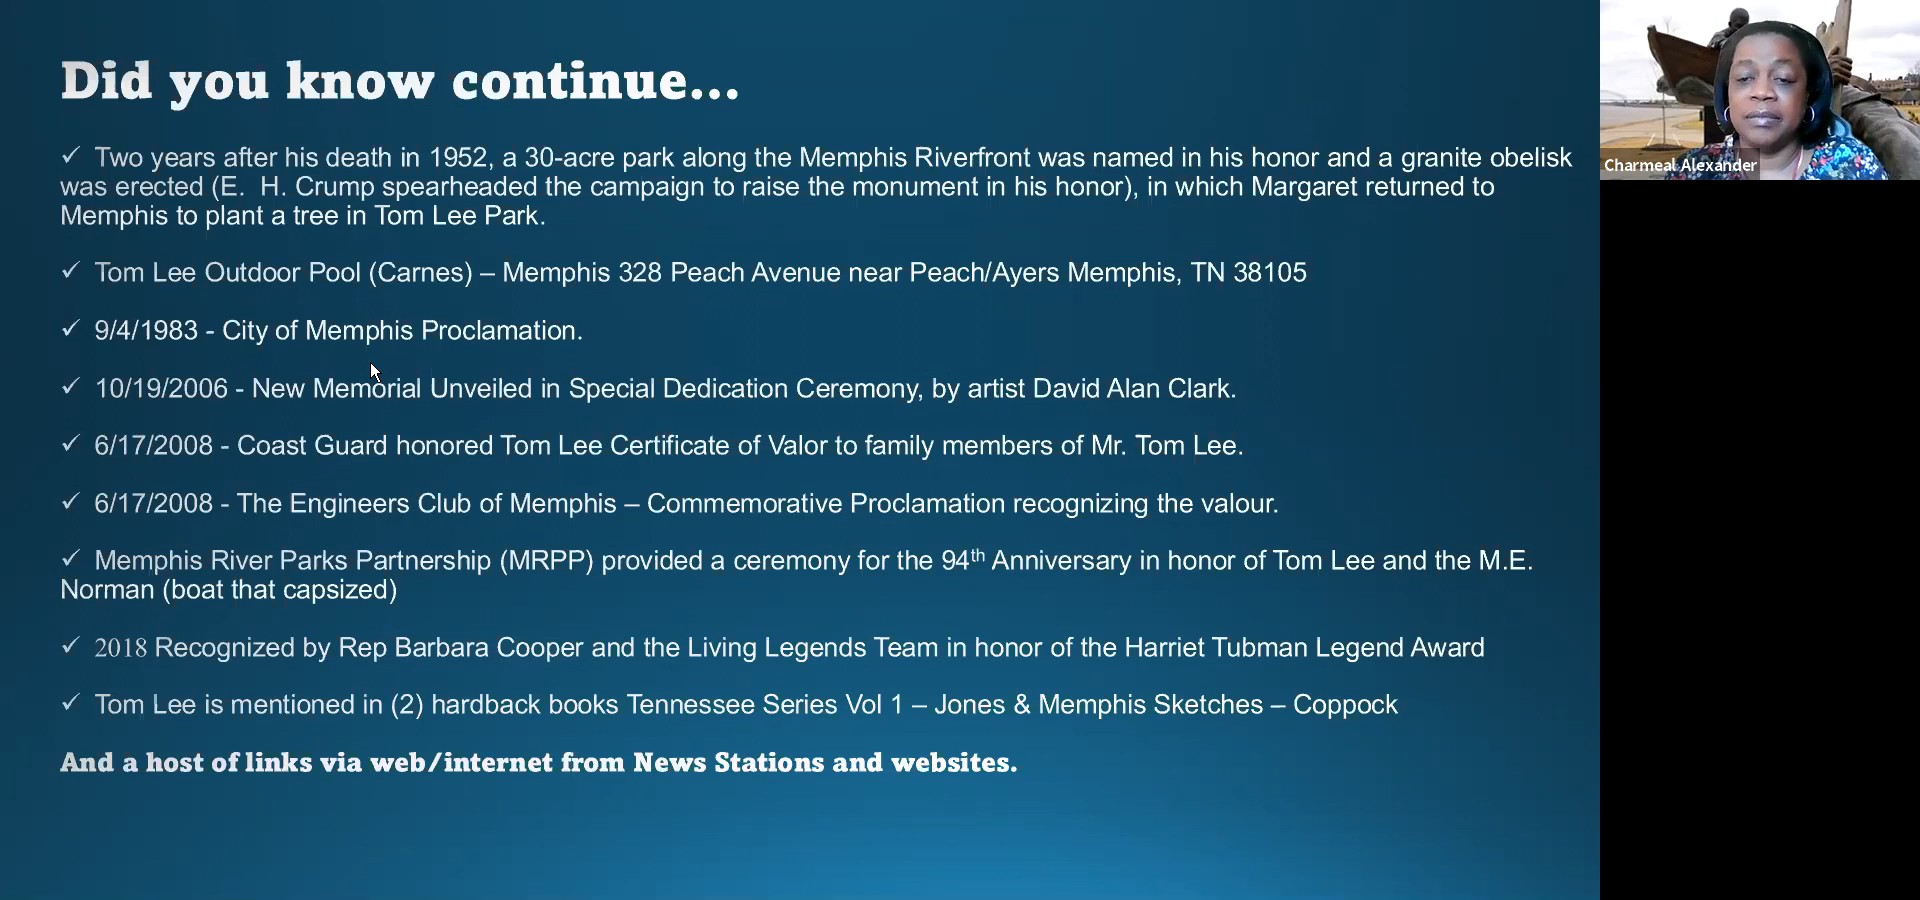 Did you know continue...
✓ Two years after his death in 1952, a 30-acre park along the Memphis Riverfront was named in his honor and a granite obelisk
was erected (E. H. Crump spearheaded the campaign to raise the monument in his honor), in which Margaret returned to
Memphis to plant a tree in Tom Lee Park.
✓ Tom Lee Outdoor Pool (Carnes) – Memphis 328 Peach Avenue near Peach/Ayers Memphis, TN 38105
✓ 9/4/1983 - City of Memphis Proclamation.
✓ 10/19/2006 - New Memorial Unveiled in Special Dedication Ceremony, by artist David Alan Clark.
✓ 6/17/2008 - Coast Guard honored Tom Lee Certificate of Valor to family members of Mr. Tom Lee.
✓ 6/17/2008 - The Engineers Club of Memphis – Commemorative Proclamation recognizing the valour.
✓ Memphis River Parks Partnership (MRPP) provided a ceremony for the 94th Anniversary in honor of Tom Lee and the M.E.
Norman (boat that capsized)
✓ 2018 Recognized by Rep Barbara Cooper and the Living Legends Team in honor of the Harriet Tubman Legend Award
✓ Tom Lee is mentioned in (2) hardback books Tennessee Series Vol 1 – Jones & Memphis Sketches – Coppock
And a host of links via web/internet from News Stations and websites.
Charmeal Alexander